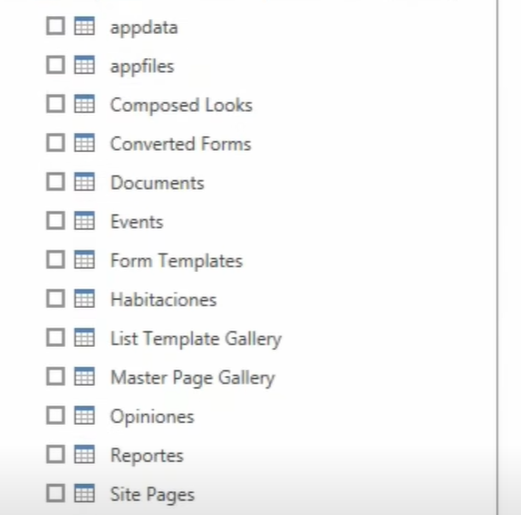 appdata
appfiles
Composed Looks
Converted Forms
Documents
Events
Form Templates
Habitaciones
List Template Gallery
Master Page Gallery
Opiniones
Reportes
Site Pages